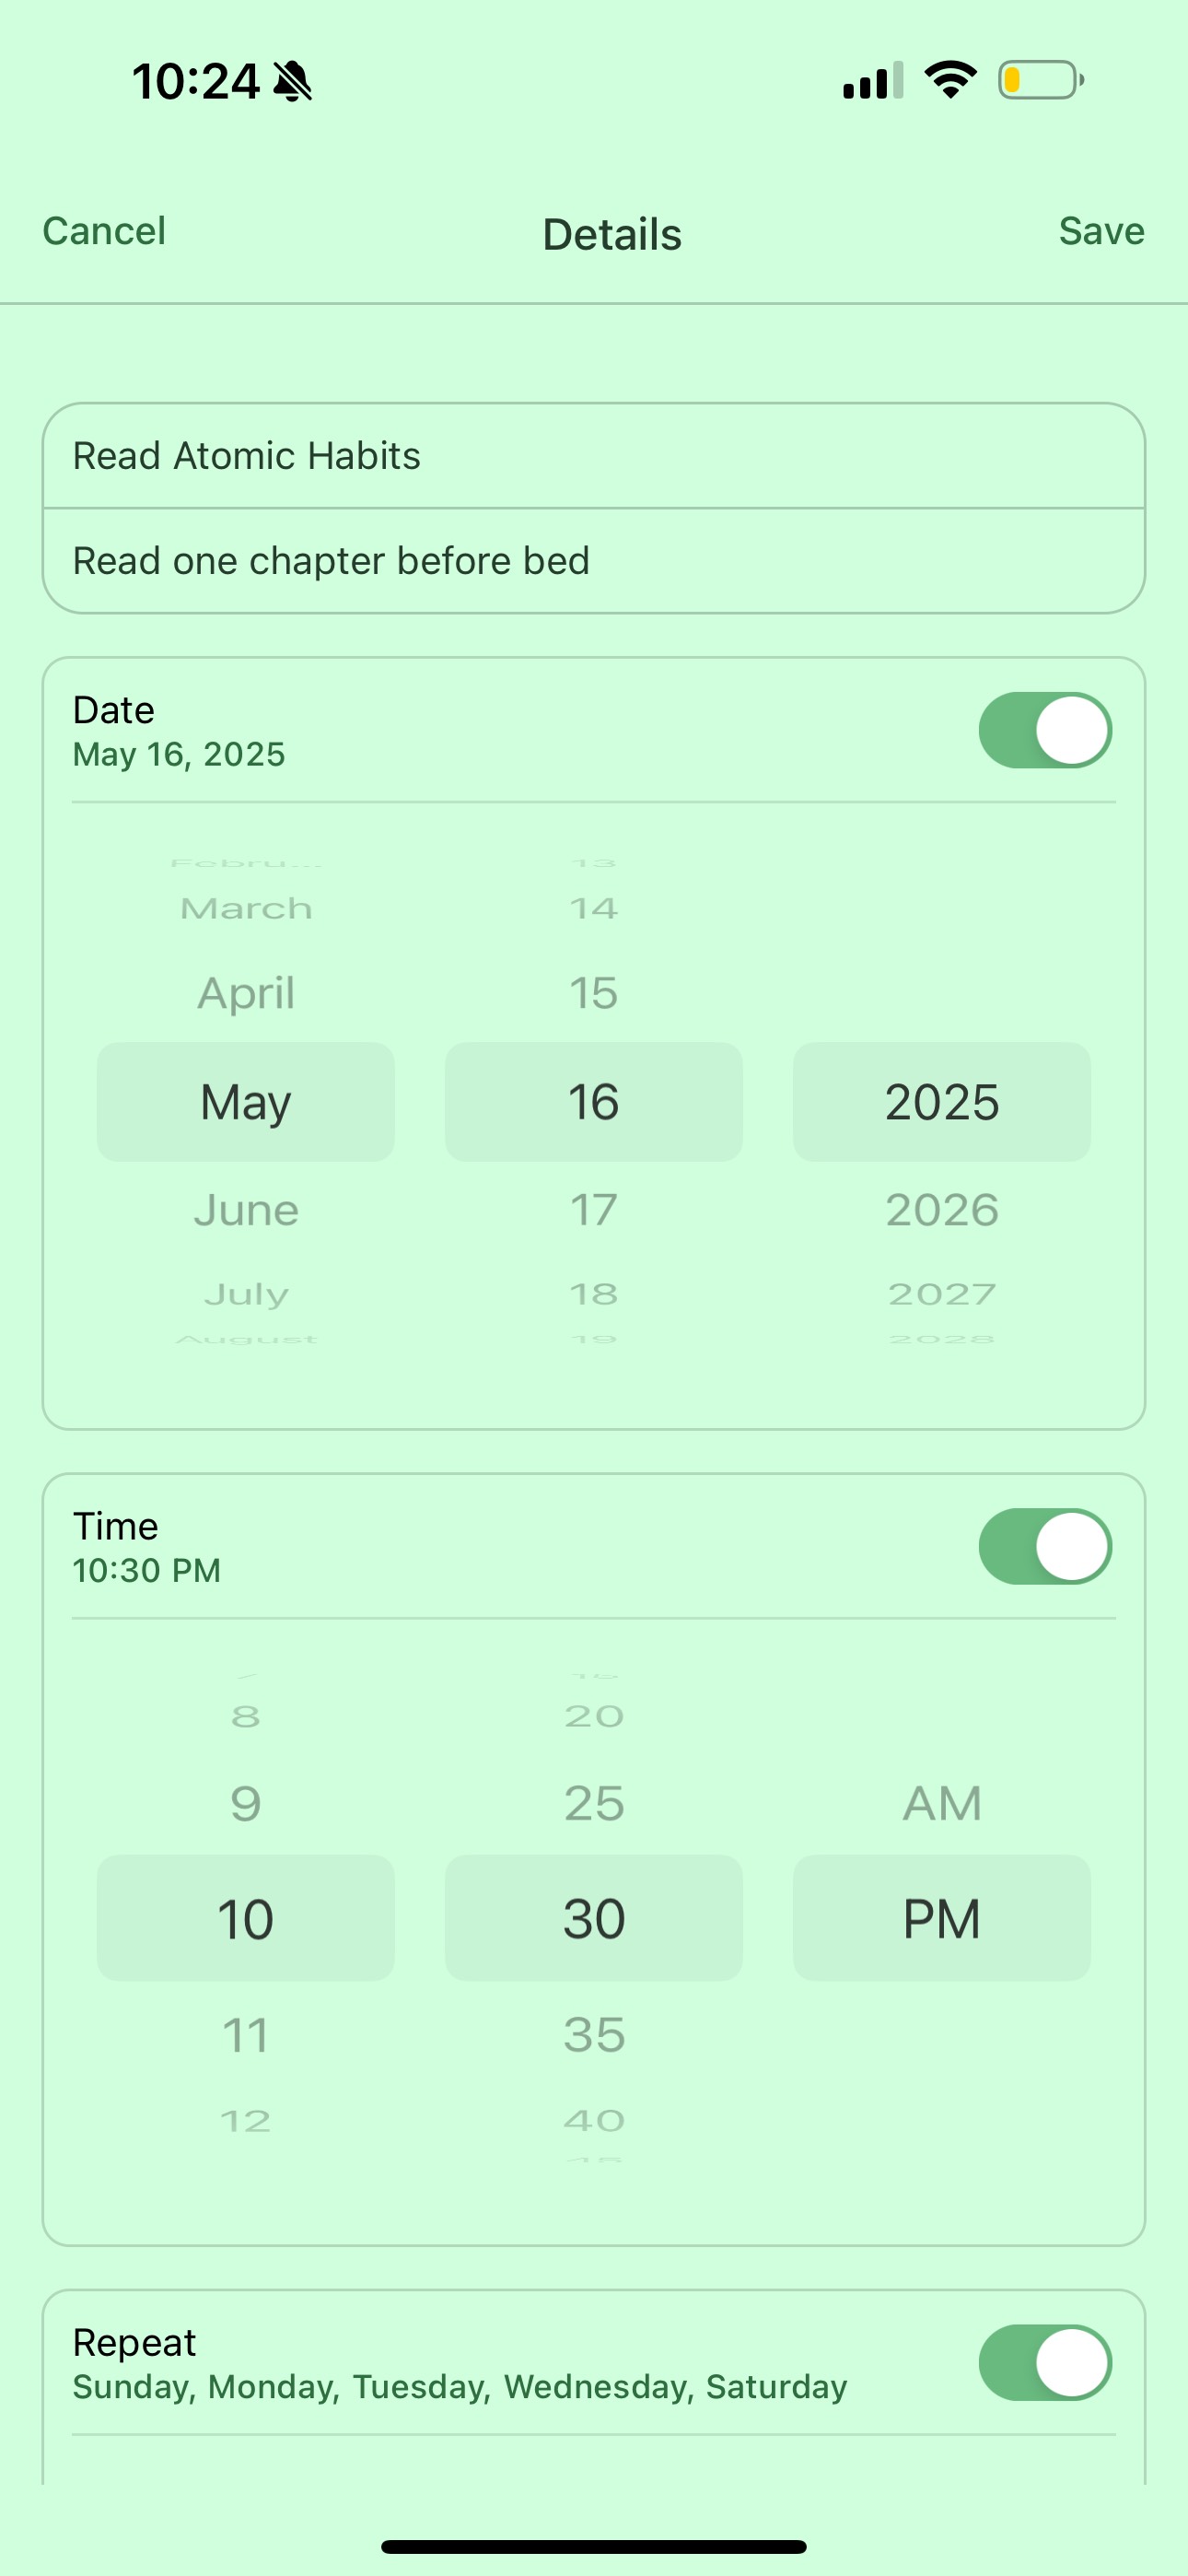 10:24
Cancel Details Save
Read Atomic Habits
Read one chapter before bed
Date
May 16, 2025
Febru... 13
March 14
April 15
May 16 2025
June 17 2026
July 18 2027
August 19 2028
Time
10:30 PM
8 20
9 25 AM
10 30 PM
11 35
12 40
Repeat
Sunday, Monday, Tuesday, Wednesday, Saturday